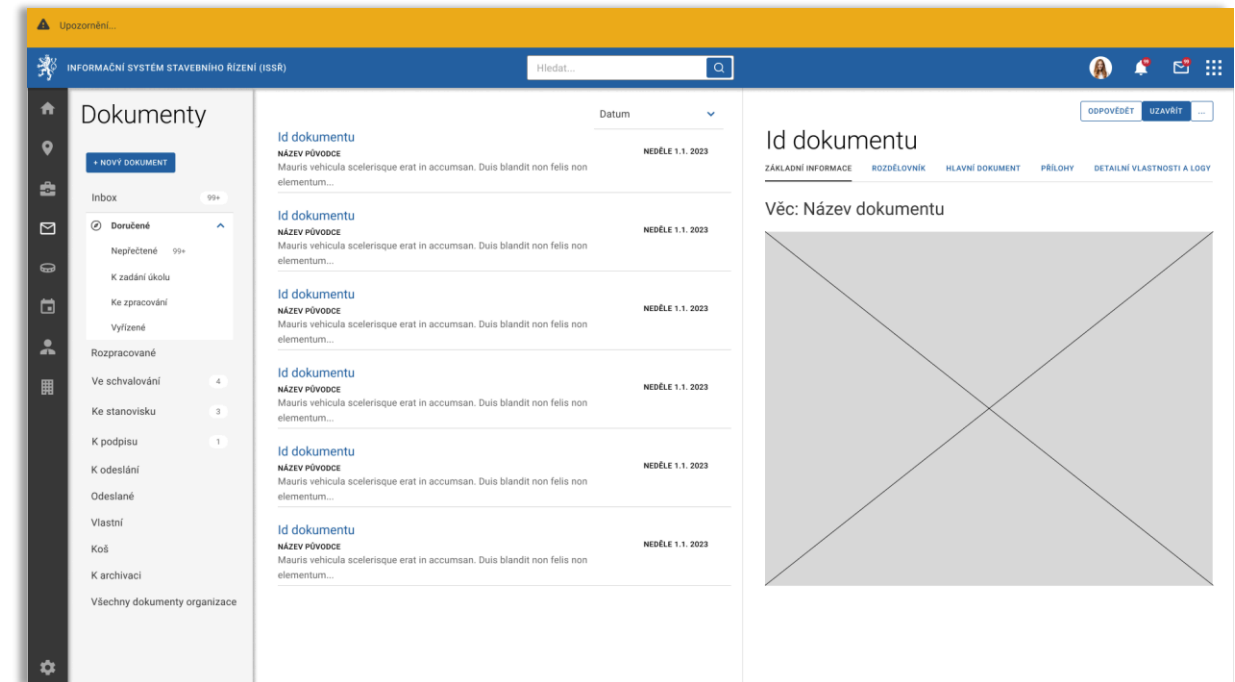 Upozornění...
INFORMAČNÍ SYSTÉM STAVEBNÍHO ŘÍZENÍ (ISSŘ)
Hledat...
Dokumenty
+ NOVÝ DOKUMENT
Inbox 99+
Doručené
Nepřečtené 99+
K zadání úkolu
Ke zpracování
Vyřízené
Rozpracované
Ve schvalování 4
Ke stanovisku 3
K podpisu 1
K odeslání
Odeslané
Vlastní
Koš
K archivaci
Všechny dokumenty organizace
Datum
Id dokumentu
NÁZEV PŮVODCE NEDĚLE 1.1. 2023
Mauris vehicula scelerisque erat in accumsan. Duis blandit non felis non
elementum...
Id dokumentu
NÁZEV PŮVODCE NEDĚLE 1.1. 2023
Mauris vehicula scelerisque erat in accumsan. Duis blandit non felis non
elementum...
Id dokumentu
NÁZEV PŮVODCE NEDĚLE 1.1. 2023
Mauris vehicula scelerisque erat in accumsan. Duis blandit non felis non
elementum...
Id dokumentu
NÁZEV PŮVODCE NEDĚLE 1.1. 2023
Mauris vehicula scelerisque erat in accumsan. Duis blandit non felis non
elementum...
Id dokumentu
NÁZEV PŮVODCE NEDĚLE 1.1. 2023
Mauris vehicula scelerisque erat in accumsan. Duis blandit non felis non
elementum...
Id dokumentu
NÁZEV PŮVODCE NEDĚLE 1.1. 2023
Mauris vehicula scelerisque erat in accumsan. Duis blandit non felis non
elementum...
ODPOVĚDĚT UZAVŘÍT ...
Id dokumentu
ZÁKLADNÍ INFORMACE ROZDĚLOVNÍK HLAVNÍ DOKUMENT PŘÍLOHY DETAILNÍ VLASTNOSTI A LOGY
Věc: Název dokumentu